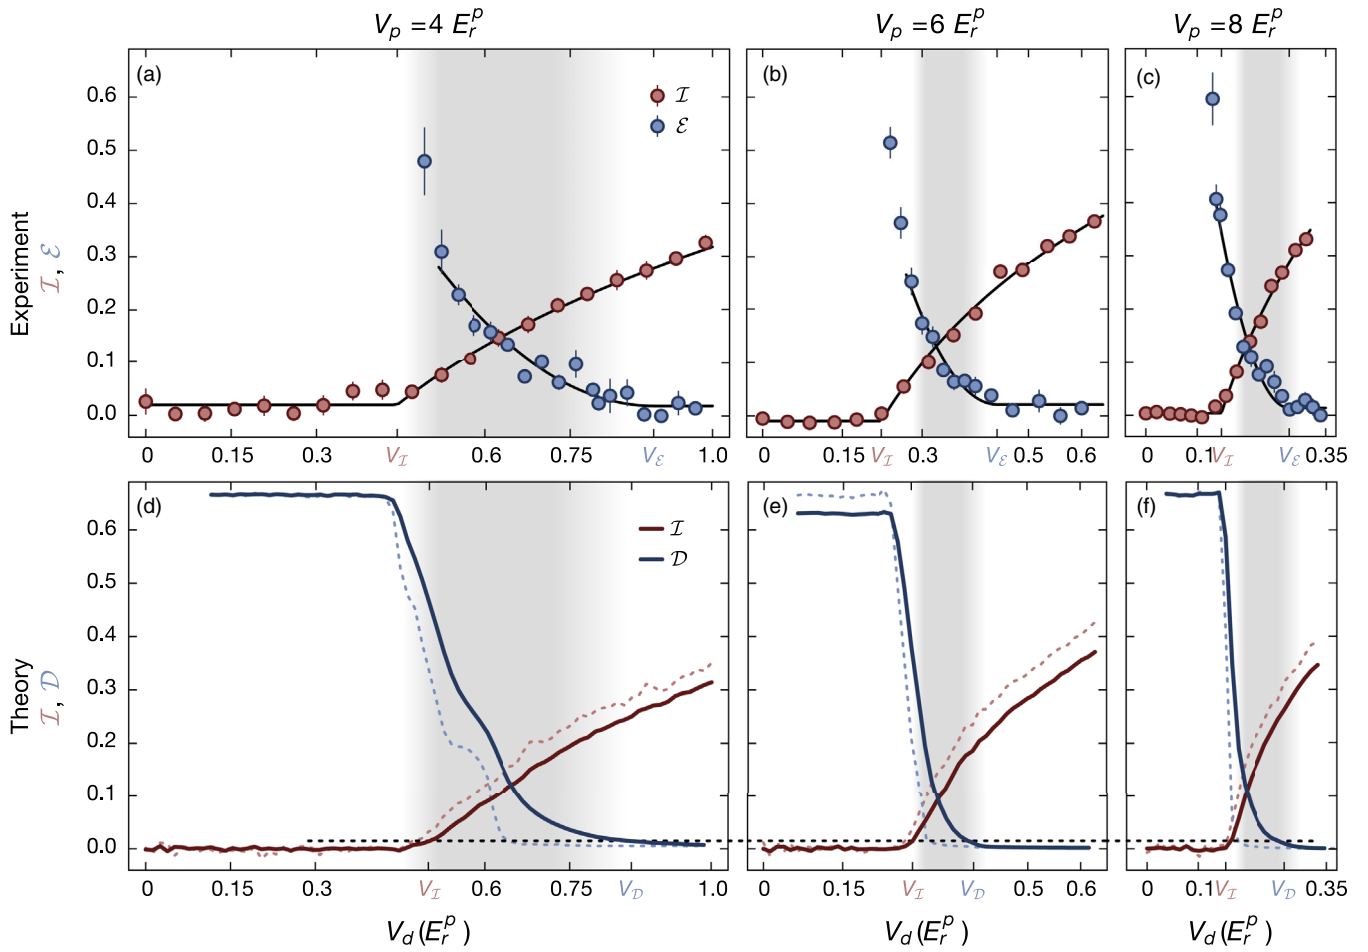 V_p = 4 E_r^p
V_p = 6 E_r^p
V_p = 8 E_r^p
Experiment
ℐ, ℰ
(a)
ℐ
ℰ
(b)
(c)
0.6
0.5
0.4
0.3
0.2
0.1
0.0
0 0.15 0.3 V_ℐ 0.6 0.75 V_ℰ 1.0
0 0.15 V_ℐ 0.3 V_ℰ 0.6
0 0.1 V_ℐ V_ℰ 0.35
Theory
ℐ, 𝒟
(d)
ℐ
𝒟
(e)
(f)
0.6
0.5
0.4
0.3
0.2
0.1
0.0
0 0.15 0.3 V_ℐ 0.6 0.75 V_𝒟 1.0
0 0.15 V_ℐ V_𝒟 0.5 0.6
0 0.1 V_ℐ V_𝒟 0.35
V_d (E_r^p)
V_d (E_r^p)
V_d (E_r^p)